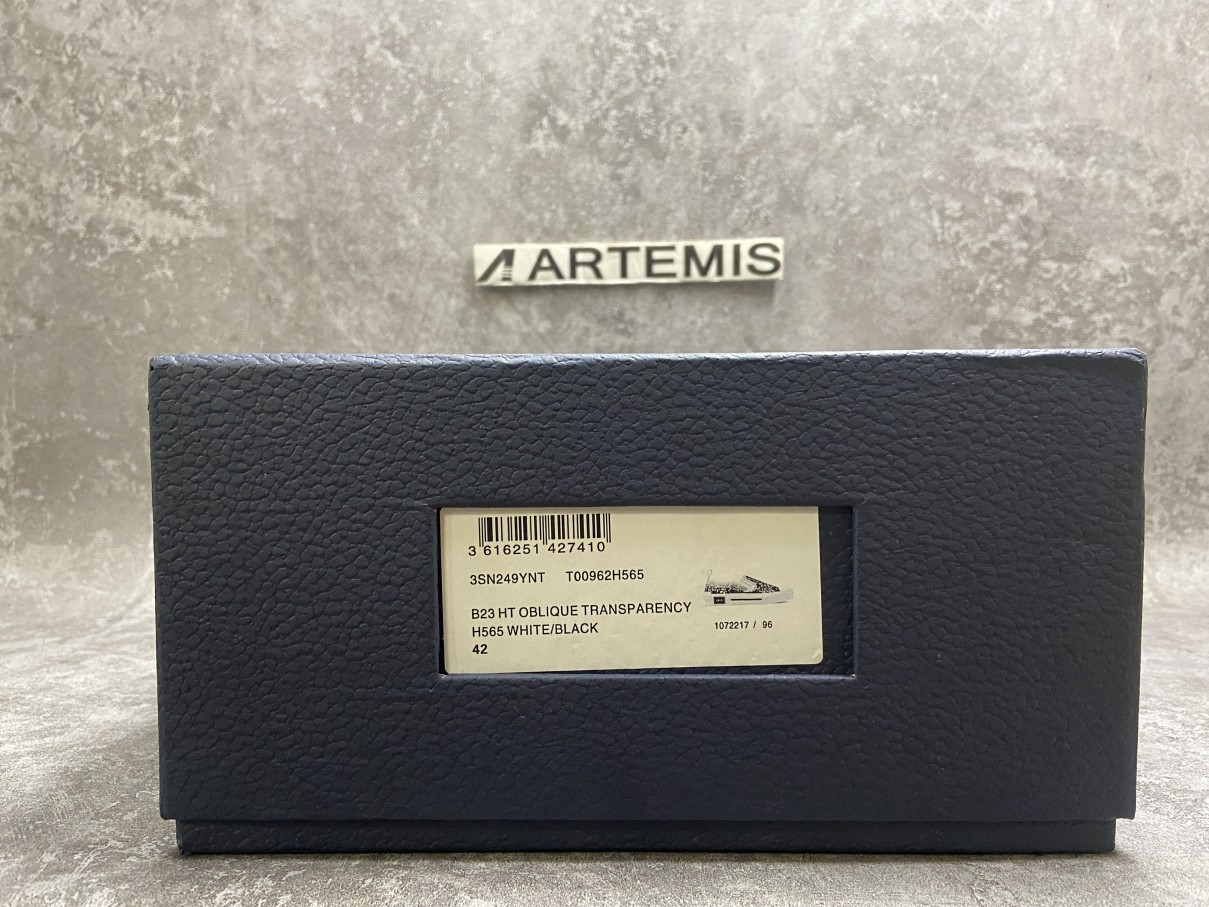 ARTEMIS
3 616251 427410
3SN249YNT T00962H565
B23 HT OBLIQUE TRANSPARENCY
H565 WHITE/BLACK
1072217 / 96
42